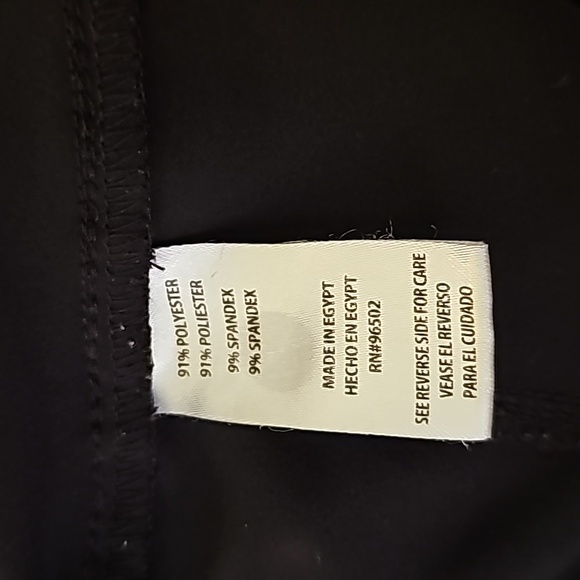 91% POLYESTER
91% POLIESTER
9% SPANDEX
9% SPANDEX
MADE IN EGYPT
HECHO EN EGYPT
RN#96502
SEE REVERSE SIDE FOR CARE
VEASE EL REVERSO
PARA EL CUIDADO